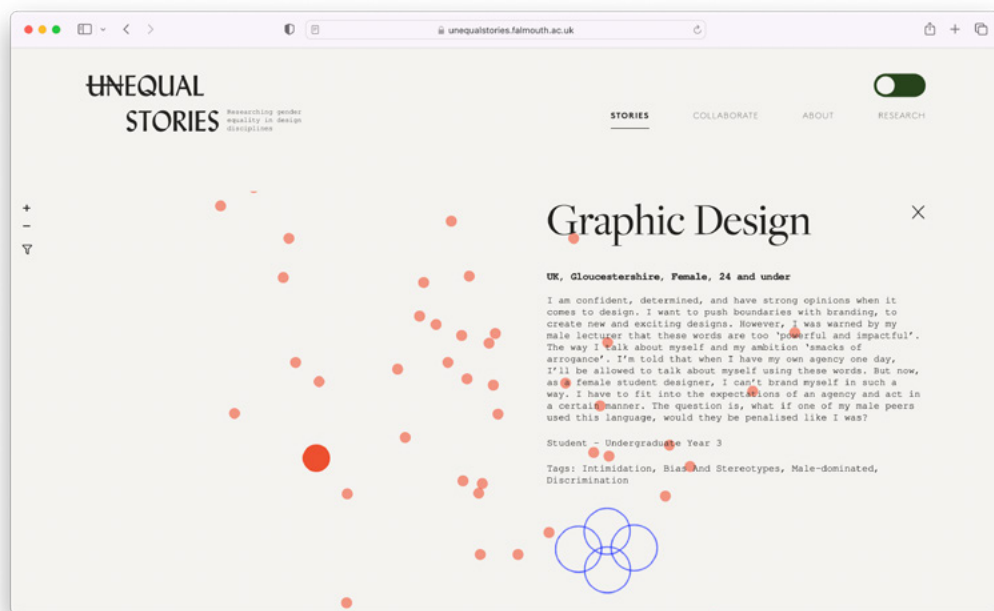 unequalstories.falmouth.ac.uk
UNEQUAL
STORIES
Researching gender
equality in design
disciplines
STORIES COLLABORATE ABOUT RESEARCH
Graphic Design
UK, Gloucestershire, Female, 24 and under
I am confident, determined, and have strong opinions when it
comes to design. I want to push boundaries with branding, to
create new and exciting designs. However, I was warned by my
male lecturer that these words are too ‘powerful and impactful’.
The way I talk about myself and my ambition ‘smacks of
arrogance’. I’m told that when I have my own agency one day,
I’ll be allowed to talk about myself using these words. But now,
as a female student designer, I can’t brand myself in such a
way. I have to fit into the expectations of an agency and act in
a certain manner. The question is, what if one of my male peers
used this language, would they be penalised like I was?
Student – Undergraduate Year 3
Tags: Intimidation, Bias And Stereotypes, Male-dominated,
Discrimination